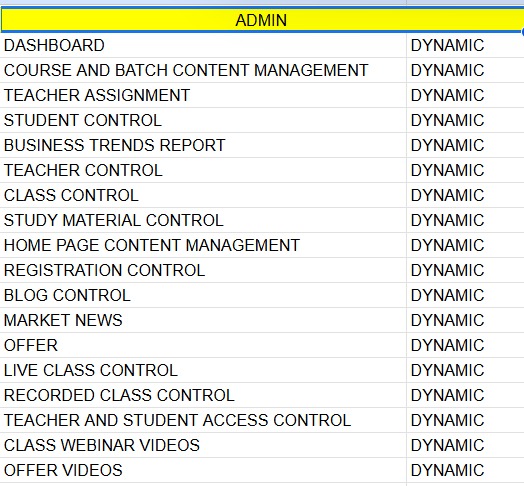 ADMIN
DASHBOARD DYNAMIC
COURSE AND BATCH CONTENT MANAGEMENT DYNAMIC
TEACHER ASSIGNMENT DYNAMIC
STUDENT CONTROL DYNAMIC
BUSINESS TRENDS REPORT DYNAMIC
TEACHER CONTROL DYNAMIC
CLASS CONTROL DYNAMIC
STUDY MATERIAL CONTROL DYNAMIC
HOME PAGE CONTENT MANAGEMENT DYNAMIC
REGISTRATION CONTROL DYNAMIC
BLOG CONTROL DYNAMIC
MARKET NEWS DYNAMIC
OFFER DYNAMIC
LIVE CLASS CONTROL DYNAMIC
RECORDED CLASS CONTROL DYNAMIC
TEACHER AND STUDENT ACCESS CONTROL DYNAMIC
CLASS WEBINAR VIDEOS DYNAMIC
OFFER VIDEOS DYNAMIC